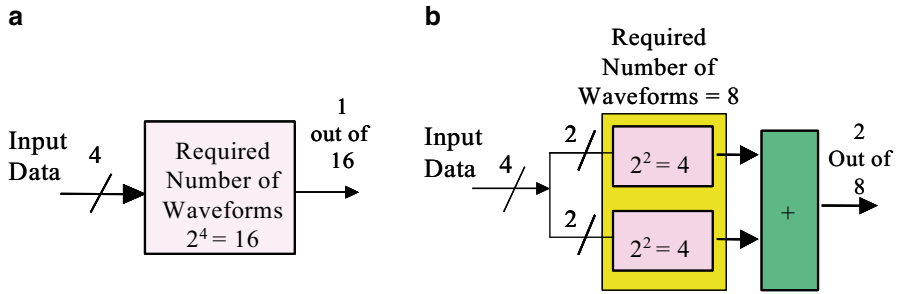 a
Input
Data
4
Required
Number of
Waveforms
2⁴ = 16
1
out of
16
b
Required
Number of
Waveforms = 8
Input
Data
4
2
2
2² = 4
2² = 4
+
2
Out of
8